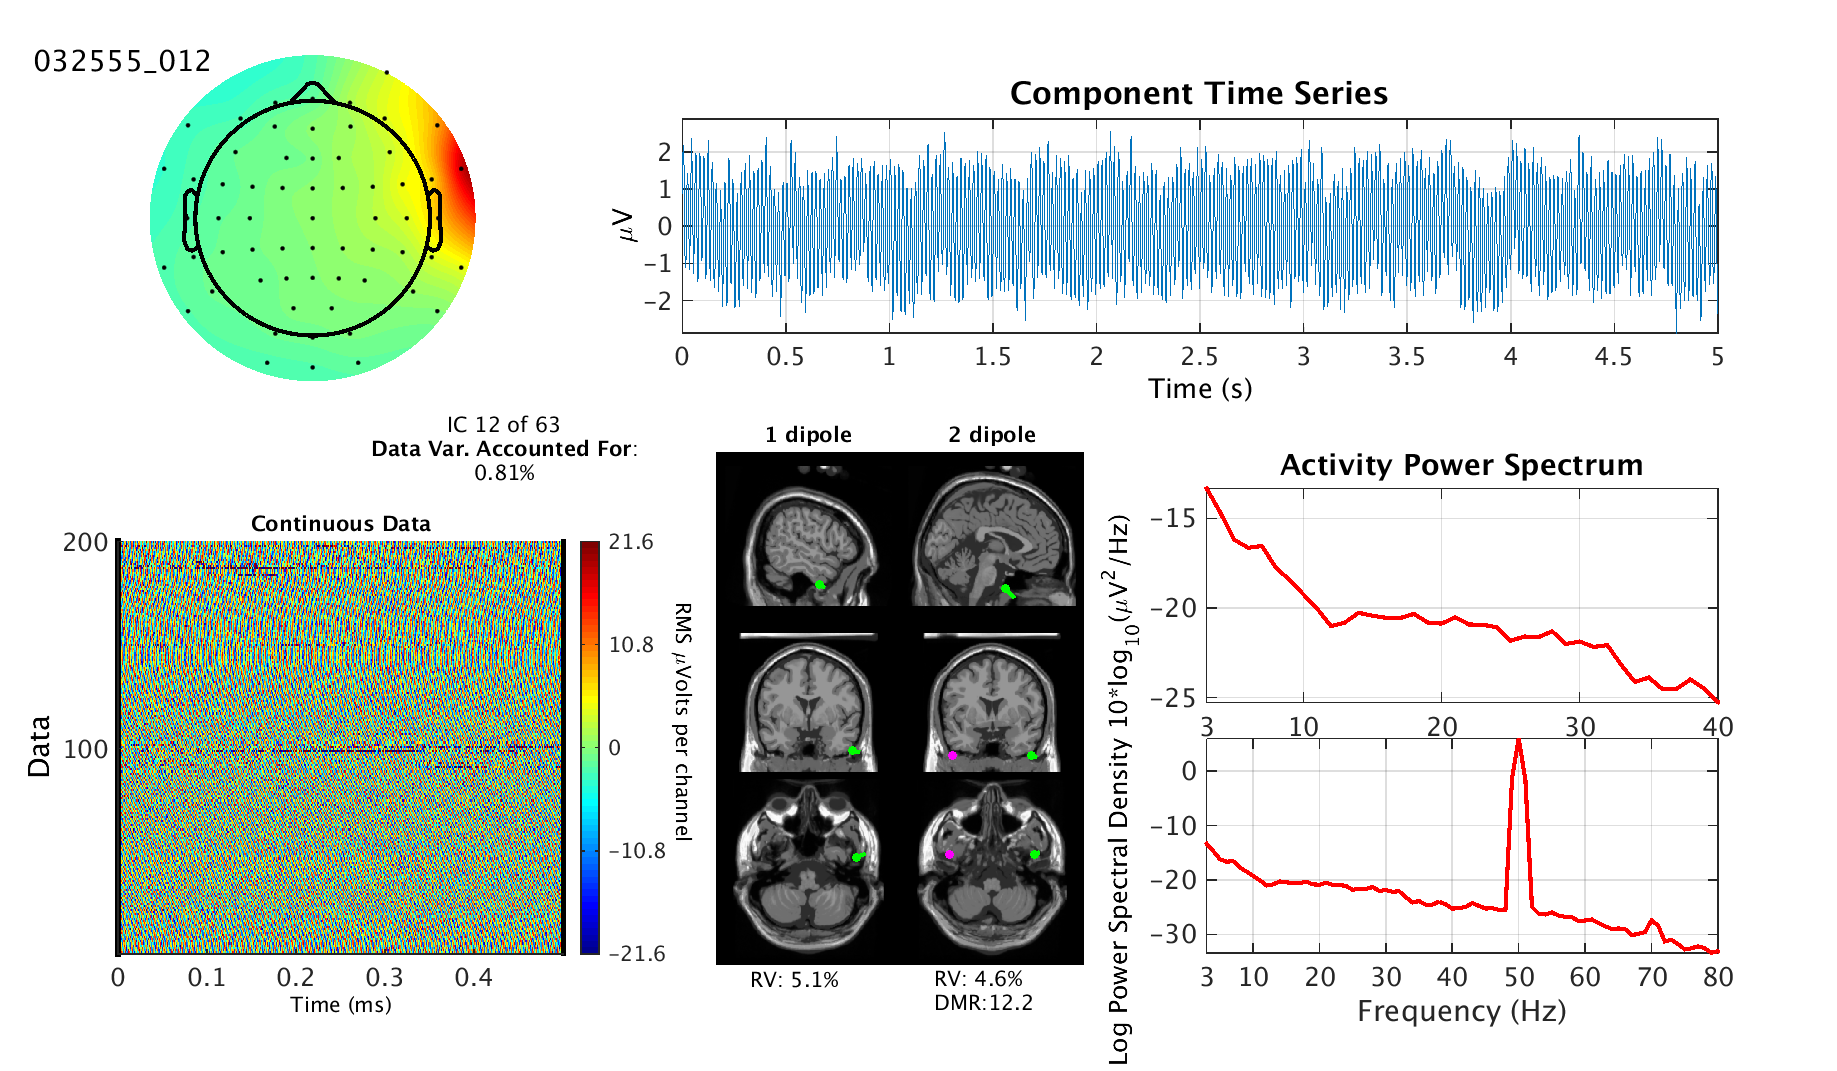 032555_012
Component Time Series
μV
2
1
0
−1
−2
0 0.5 1 1.5 2 2.5 3 3.5 4 4.5 5
Time (s)
IC 12 of 63
Data Var. Accounted For:
0.81%
Continuous Data
Data
200
100
0 0.1 0.2 0.3 0.4
Time (ms)
21.6
10.8
0
−10.8
−21.6
RMS μVolts per channel
1 dipole
2 dipole
RV: 5.1%
RV: 4.6%
DMR:12.2
Activity Power Spectrum
Log Power Spectral Density 10*log10(μV2/Hz)
−15
−20
−25
3 10 20 30 40
0
−10
−20
−30
3 10 20 30 40 50 60 70 80
Frequency (Hz)